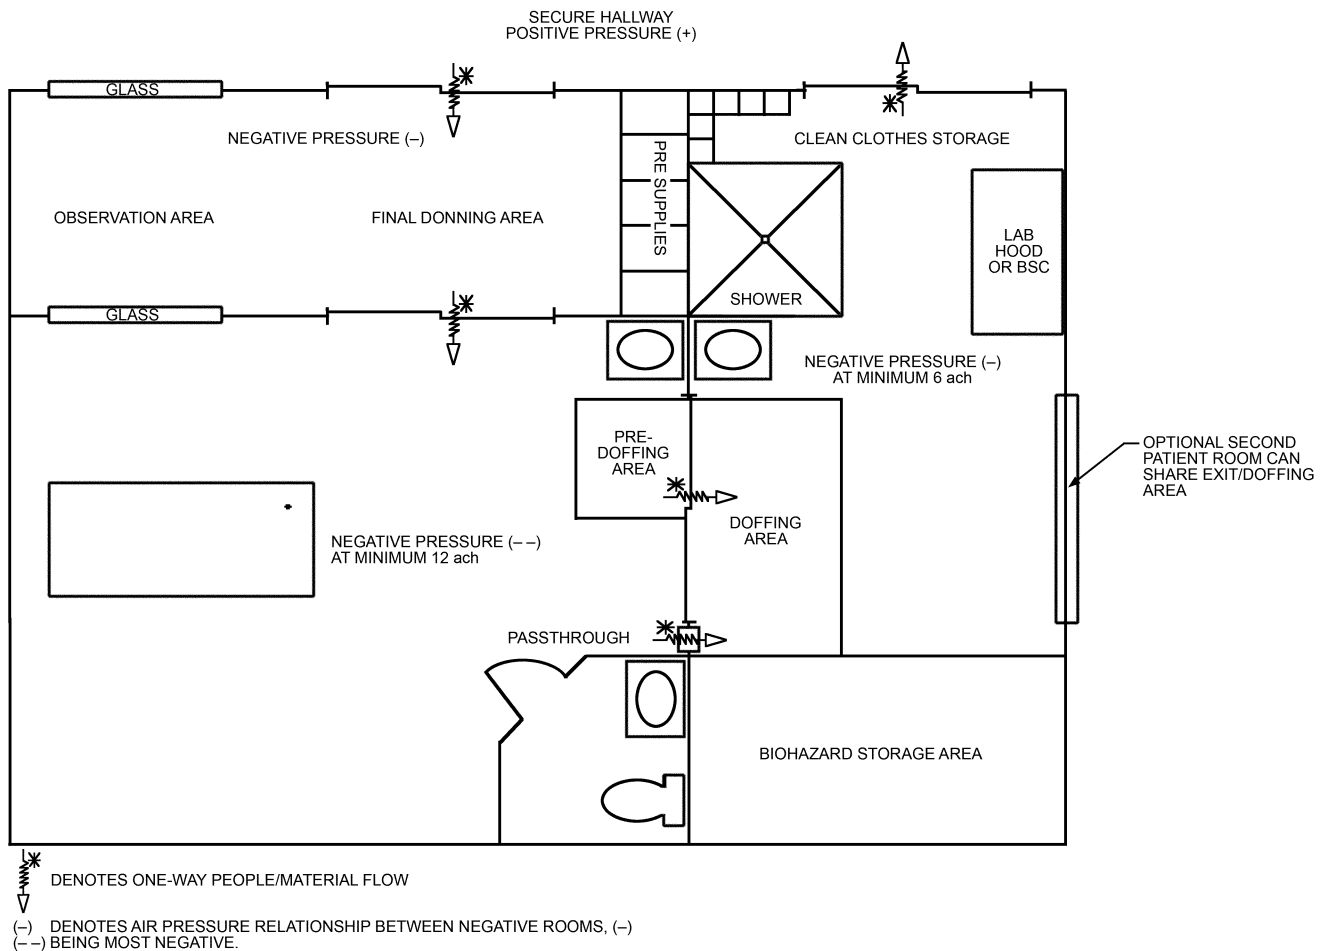 SECURE HALLWAY
POSITIVE PRESSURE (+)
GLASS
NEGATIVE PRESSURE (–)
CLEAN CLOTHES STORAGE
OBSERVATION AREA
FINAL DONNING AREA
PRE SUPPLIES
LAB
HOOD
OR BSC
SHOWER
GLASS
NEGATIVE PRESSURE (–)
AT MINIMUM 6 ach
PRE-
DOFFING
AREA
OPTIONAL SECOND
PATIENT ROOM CAN
SHARE EXIT/DOFFING
AREA
DOFFING
AREA
NEGATIVE PRESSURE (– –)
AT MINIMUM 12 ach
PASSTHROUGH
BIOHAZARD STORAGE AREA
DENOTES ONE-WAY PEOPLE/MATERIAL FLOW
(–) DENOTES AIR PRESSURE RELATIONSHIP BETWEEN NEGATIVE ROOMS, (–)
(– –) BEING MOST NEGATIVE.